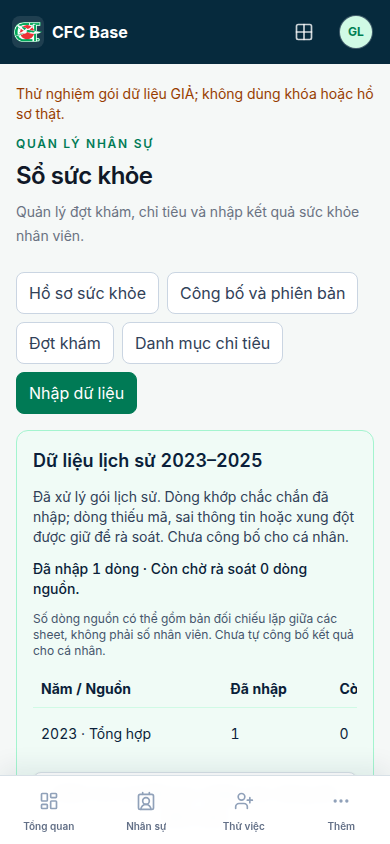 CFC Base
GL
Thử nghiệm gói dữ liệu GIẢ; không dùng khóa hoặc hồ
sơ thật.
QUẢN LÝ NHÂN SỰ
Sổ sức khỏe
Quản lý đợt khám, chỉ tiêu và nhập kết quả sức khỏe
nhân viên.
Hồ sơ sức khỏe
Công bố và phiên bản
Đợt khám
Danh mục chỉ tiêu
Nhập dữ liệu
Dữ liệu lịch sử 2023–2025
Đã xử lý gói lịch sử. Dòng khớp chắc chắn đã
nhập; dòng thiếu mã, sai thông tin hoặc xung đột
được giữ để rà soát. Chưa công bố cho cá nhân.
Đã nhập 1 dòng · Còn chờ rà soát 0 dòng
nguồn.
Số dòng nguồn có thể gồm bản đối chiếu lặp giữa các
sheet, không phải số nhân viên. Chưa tự công bố kết quả
cho cá nhân.
Năm / Nguồn Đã nhập Cò
2023 · Tổng hợp 1 0
Tổng quan Nhân sự Thử việc Thêm